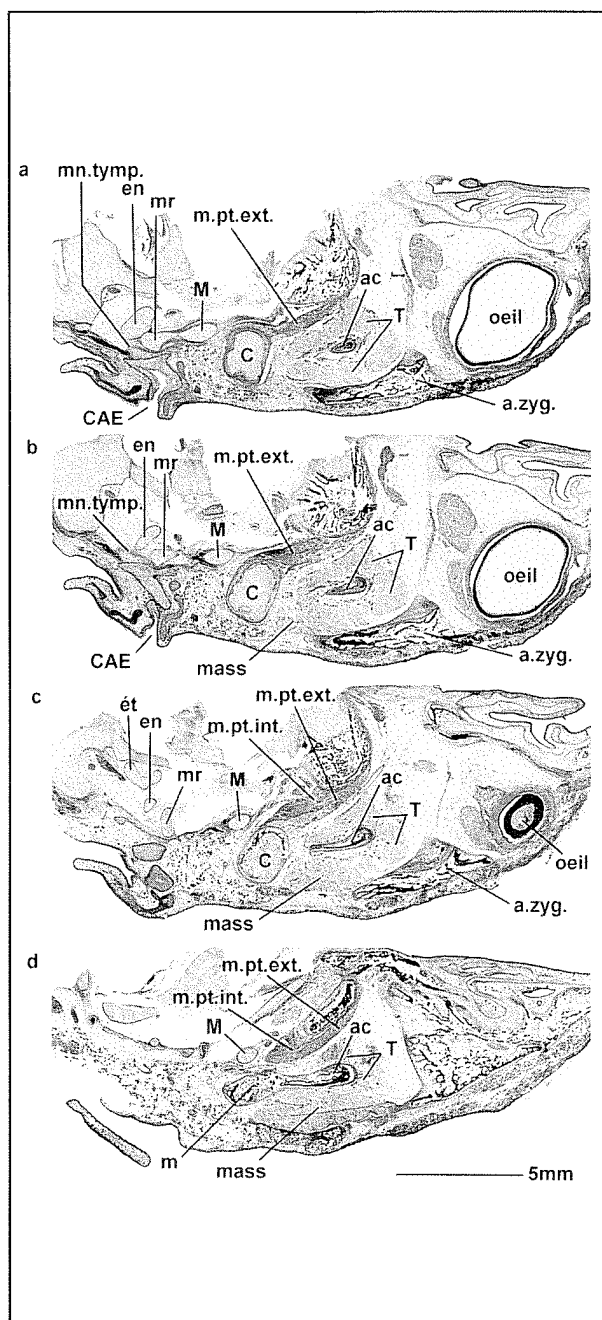 a
mn.tymp.
en
mr
M
m.pt.ext.
ac
T
C
oeil
a.zyg.
CAE
b
en
mr
m.pt.ext.
mn.tymp.
M
ac
T
C
oeil
CAE
mass
a.zyg.
c
m.pt.ext.
ét
m.pt.int.
en
mr
M
ac
T
C
oeil
mass
a.zyg.
d
m.pt.ext.
m.pt.int.
M
ac
T
m
mass
5mm